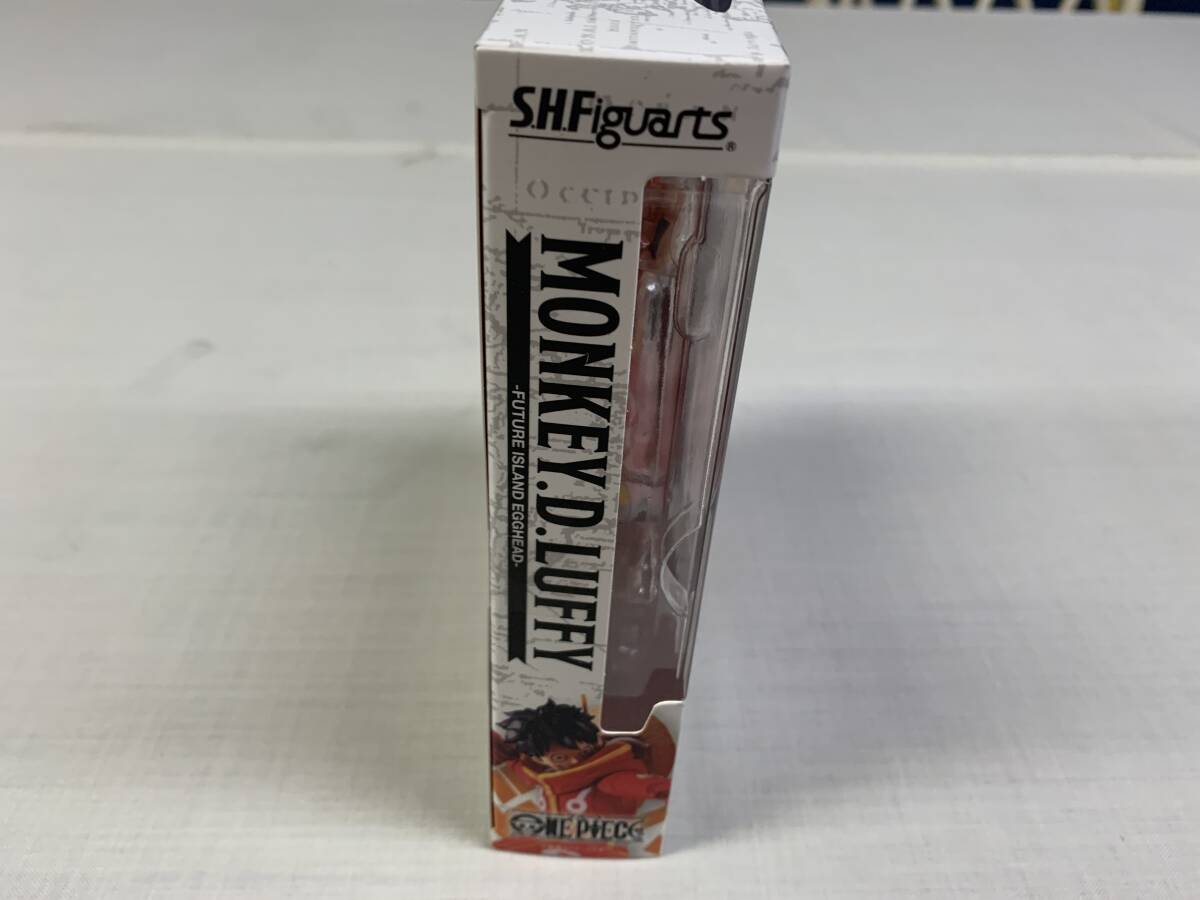 S.H.Figuarts®
OCCID
MONKEY.D.LUFFY
-FUTURE ISLAND EGGHEAD-
ONE PIECE